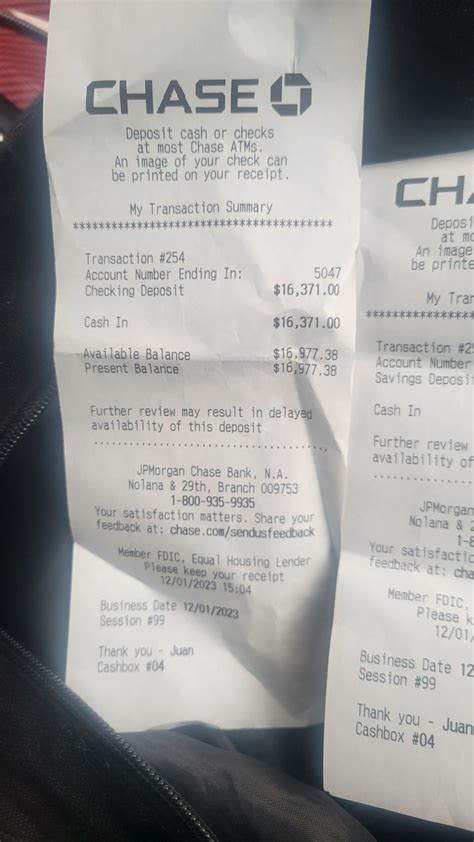 CHASE
Deposit cash or checks
at most Chase ATMs.
An image of your check can
be printed on your receipt.
My Transaction Summary
*************************************
Transaction #254
Account Number Ending In: 5047
Checking Deposit $16,371.00
Cash In $16,371.00
Available Balance $16,977.38
Present Balance $16,977.38
Further review may result in delayed
availability of this deposit
JPMorgan Chase Bank, N.A.
Nolana & 29th, Branch 009753
1-800-935-9935
Your satisfaction matters. Share your
feedback at: chase.com/sendusfeedback
Member FDIC, Equal Housing Lender
Please keep your receipt
12/01/2023 15:04
Business Date 12/01/2023
Session #99
Thank you - Juan
Cashbox #04
CHA
Deposi
at mo
An image
be printe
My Tran
Transaction #25
Account Number
Savings Deposit
Cash In
Further review
availability of
JPMorgan
Nolana & 2
1-8
Your satisfactio
feedback at: cha
Member FDIC,
Please k
12/01/
Business Date 12
Session #99
Thank you - Juan
Cashbox #04